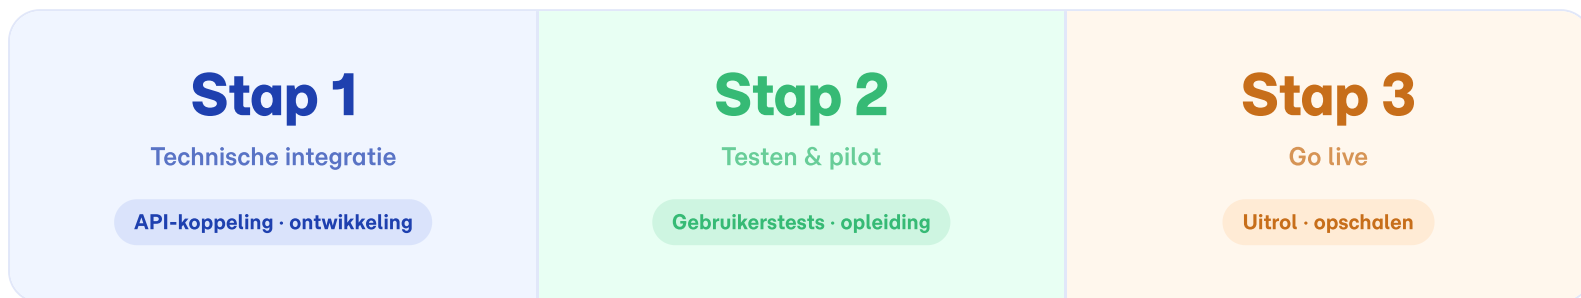 Stap 1
Technische integratie
API-koppeling · ontwikkeling
Stap 2
Testen & pilot
Gebruikerstests · opleiding
Stap 3
Go live
Uitrol · opschalen